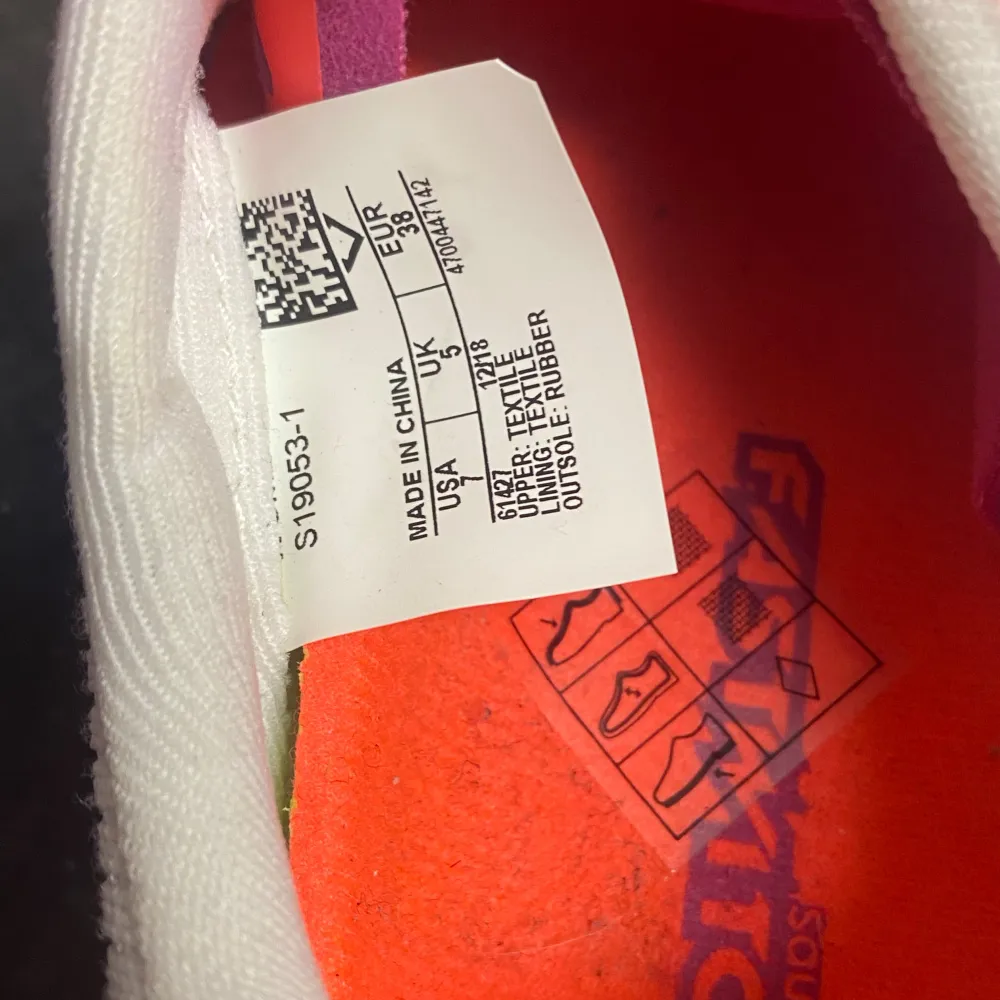 S19053-1
MADE IN CHINA
USA UK EUR
7 5 38
61427 12/18 4700447142
UPPER: TEXTILE
LINING: TEXTILE
OUTSOLE: RUBBER